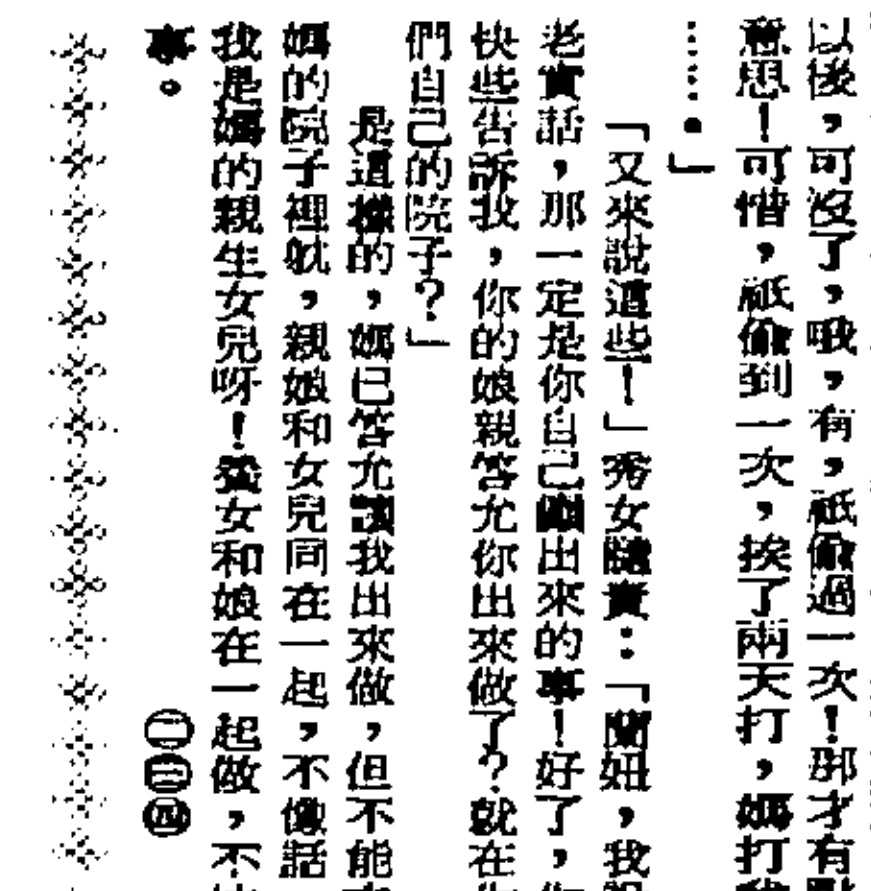 以後，可沒了，哦，有，祇偷過一次！那才有
意思！可惜，祇偷到一次，挨了兩天打，媽打
……。」
「又來說這些！」秀女譴責：「蘭妞，我
老實話，那一定是你自己闖出來的事！好了，
快些告訴我，你的娘親答允你出來做了？就在
們自己的院子？」
是這樣的，媽已答允讓我出來做，但不能
媽的院子裡躭，親娘和女兒同在一起，不像話
我是媽的親生女兒呀！養女和娘在一起做，不
事。
㊀㊂㊃